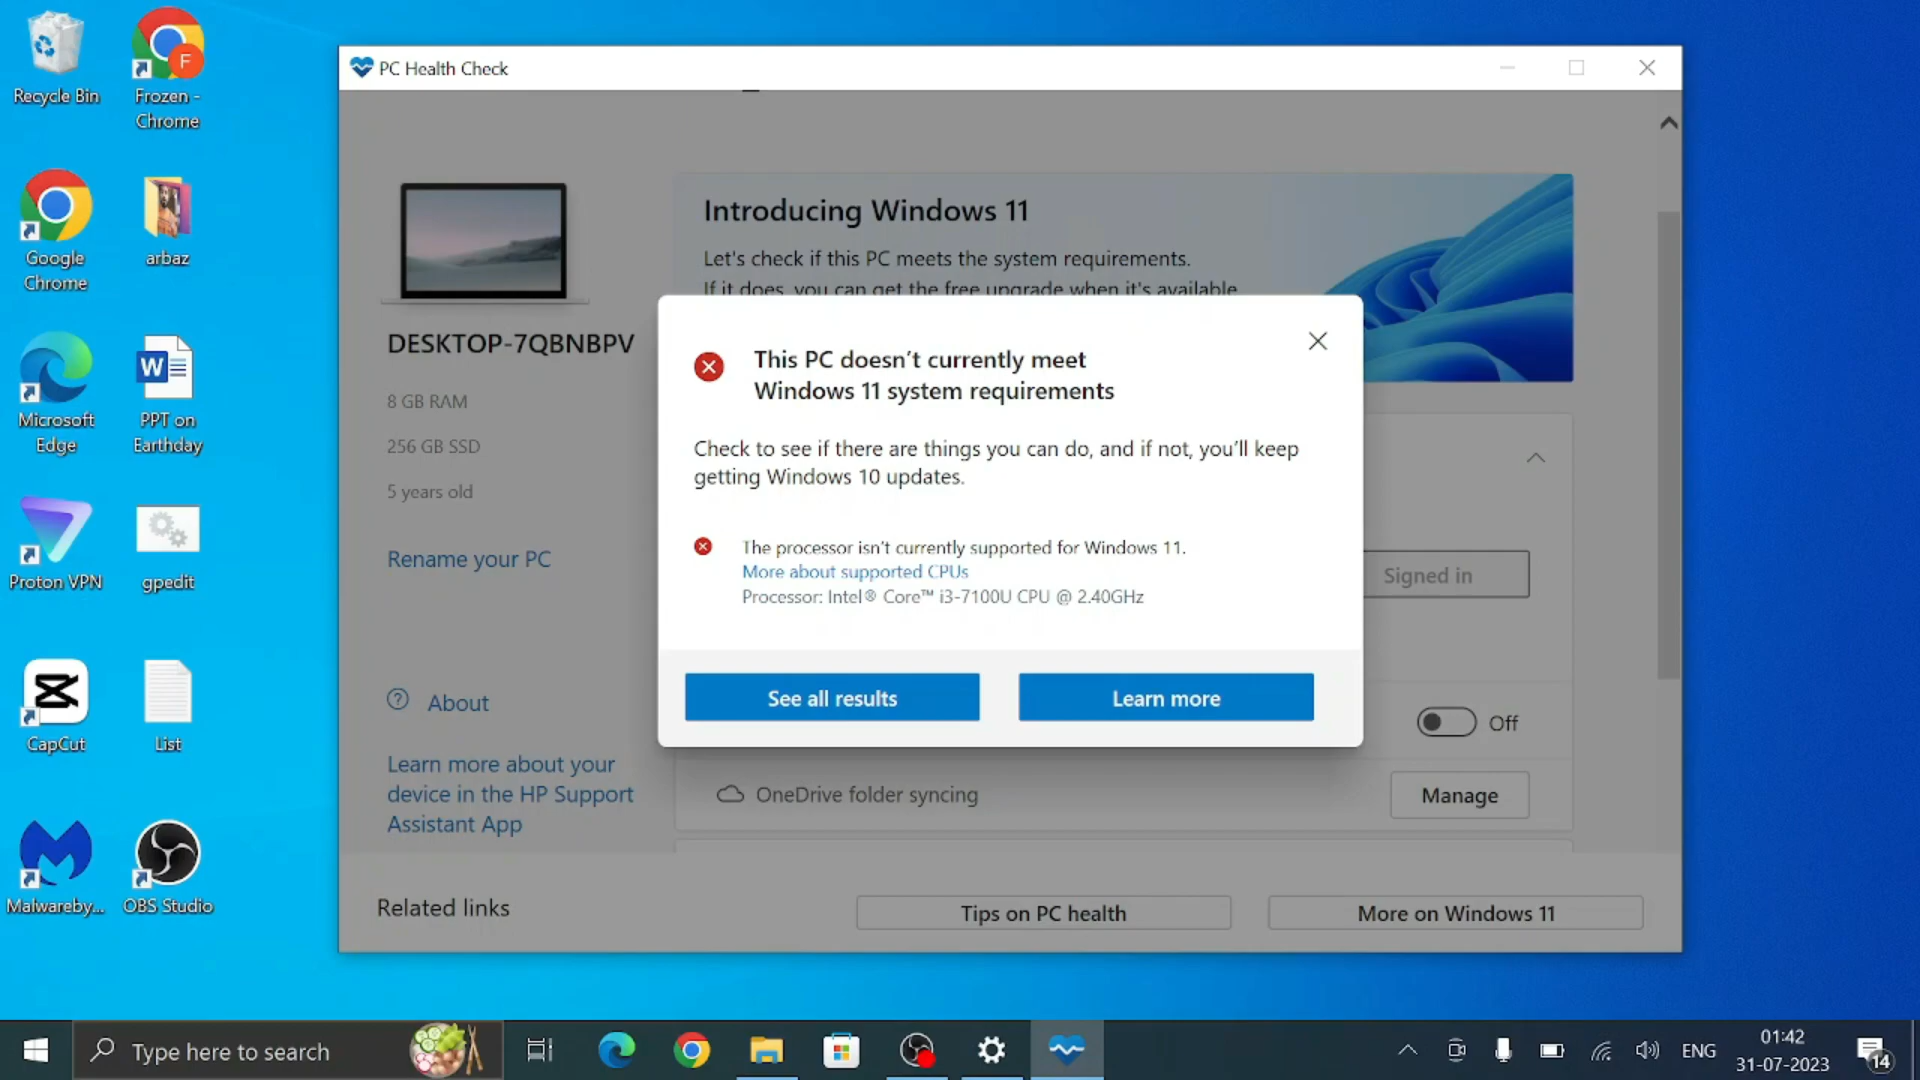 Recycle Bin
Frozen -
Chrome
Google
Chrome
arbaz
Microsoft
Edge
W
PPT on
Earthday
Proton VPN
gpedit
CapCut
List
Malwareby...
OBS Studio
PC Health Check
Introducing Windows 11
Let's check if this PC meets the system requirements.
If it does, you can get the free upgrade when it's available.
DESKTOP-7QBNBPV
8 GB RAM
256 GB SSD
5 years old
Rename your PC
About
Learn more about your
device in the HP Support
Assistant App
This PC doesn't currently meet
Windows 11 system requirements
Check to see if there are things you can do, and if not, you'll keep
getting Windows 10 updates.
The processor isn't currently supported for Windows 11.
More about supported CPUs
Processor: Intel® Core™ i3-7100U CPU @ 2.40GHz
See all results
Learn more
Signed in
Off
OneDrive folder syncing
Manage
Related links
Tips on PC health
More on Windows 11
Type here to search
ENG
01:42
31-07-2023
14
F